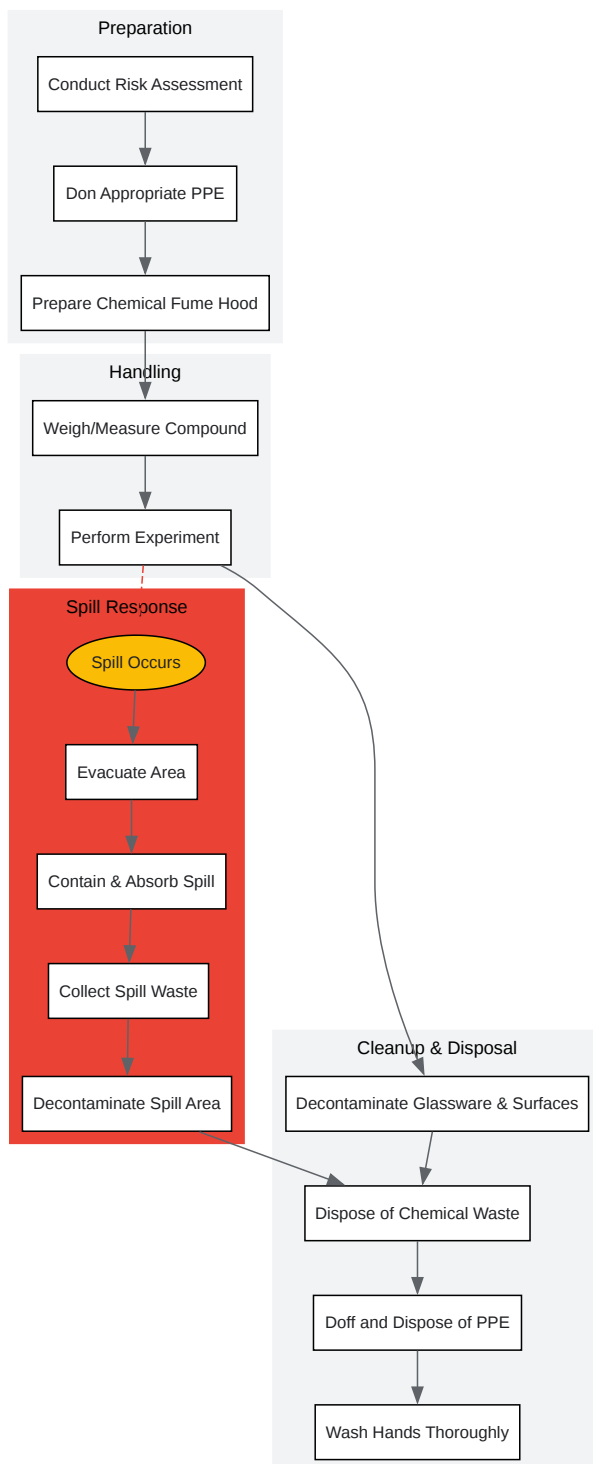 Preparation
Conduct Risk Assessment
Don Appropriate PPE
Prepare Chemical Fume Hood
Handling
Weigh/Measure Compound
Perform Experiment
Spill Response
Spill Occurs
Evacuate Area
Contain & Absorb Spill
Collect Spill Waste
Decontaminate Spill Area
Cleanup & Disposal
Decontaminate Glassware & Surfaces
Dispose of Chemical Waste
Doff and Dispose of PPE
Wash Hands Thoroughly